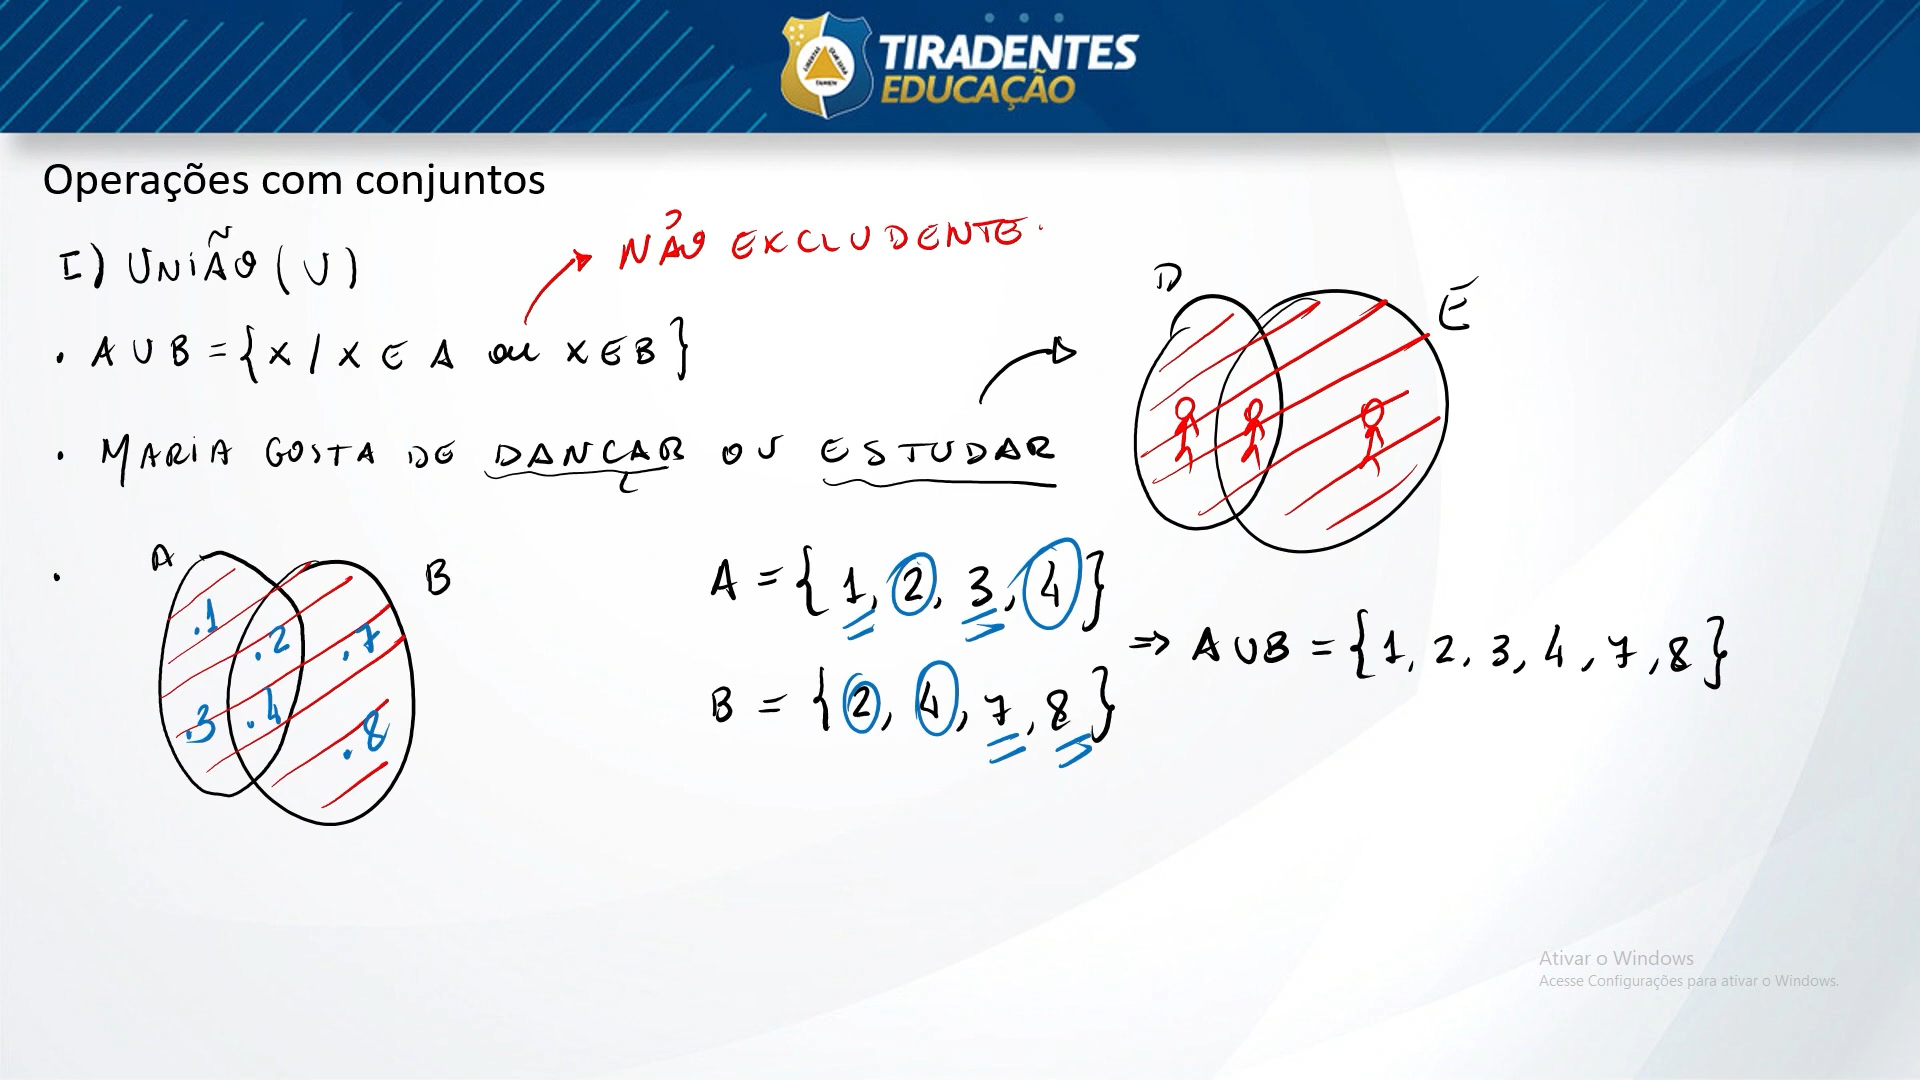 TIRADENTES
EDUCAÇÃO
Operações com conjuntos
I) UNIÃO (U)
NÃO EXCLUDENTE.
• A U B = {X / X ∈ A ou X ∈ B}
• MARIA GOSTA DE DANÇAR OU ESTUDAR
D
E
A
B
.1
.2
.7
.3
.4
.8
A = {1, 2, 3, 4}
B = {2, 4, 7, 8}
=> A U B = {1, 2, 3, 4, 7, 8}
Ativar o Windows
Acesse Configurações para ativar o Windows.